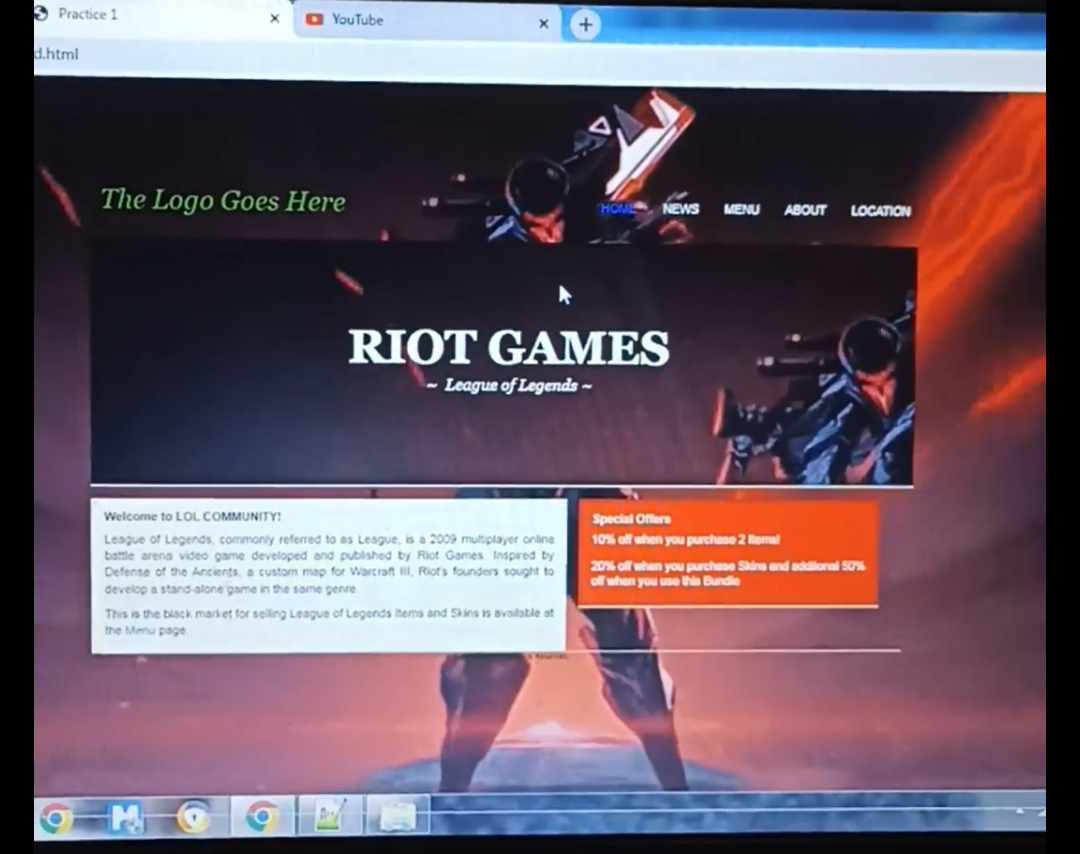 Practice 1
YouTube
d.html
The Logo Goes Here
HOME NEWS MENU ABOUT LOCATION
RIOT GAMES
~ League of Legends ~
Welcome to LOL COMMUNITY!
League of Legends, commonly referred to as League, is a 2009 multiplayer online
battle arena video game developed and published by Riot Games. Inspired by
Defense of the Ancients, a custom map for Warcraft III, Riot's founders sought to
develop a stand-alone game in the same genre.
This is the black market for selling League of Legends Items and Skins is available at
the Menu page.
Special Offers
10% off when you purchase 2 Items!
20% off when you purchase Skins and addional 50%
off when you use this Bundle